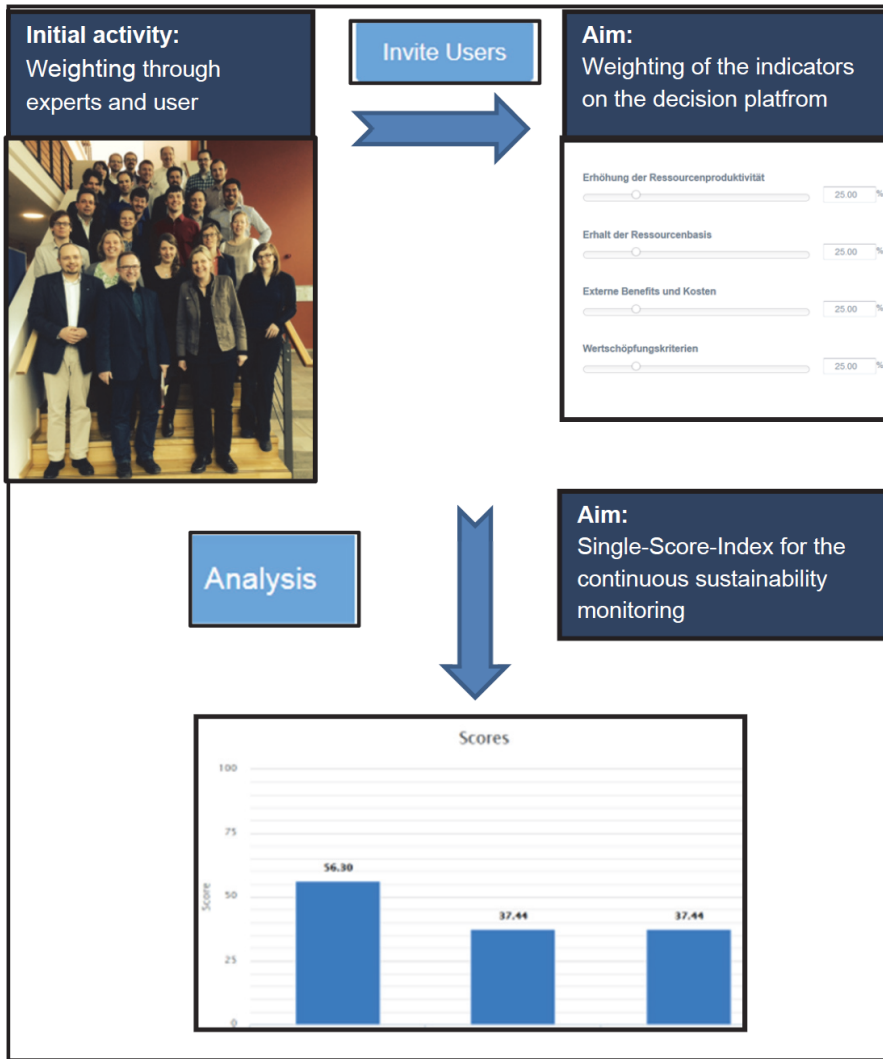 Initial activity:
Weighting through
experts and user
Invite Users
Aim:
Weighting of the indicators
on the decision platfrom
Erhöhung der Ressourcenproduktivität
25.00 %
Erhalt der Ressourcenbasis
25.00 %
Externe Benefits und Kosten
25.00 %
Wertschöpfungskriterien
25.00 %
Analysis
Aim:
Single-Score-Index for the
continuous sustainability
monitoring
Scores
100
75
56.30
Score
50
37.44
37.44
25
0